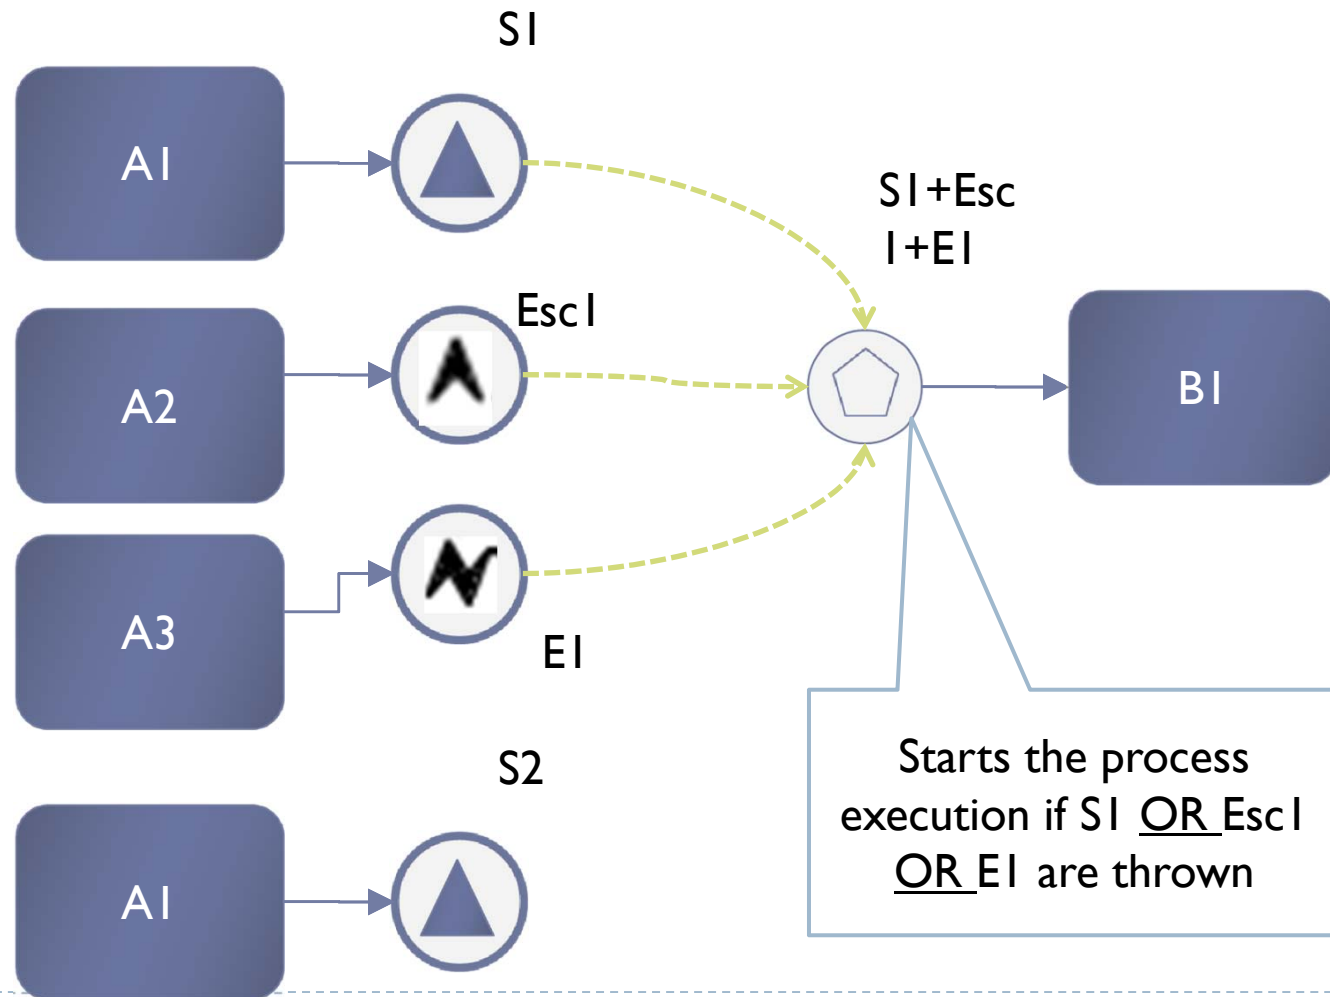 S1
A1
S1+Esc
1+E1
Esc1
A2
B1
A3
E1
S2
Starts the process
execution if S1 OR Esc1
OR E1 are thrown
A1